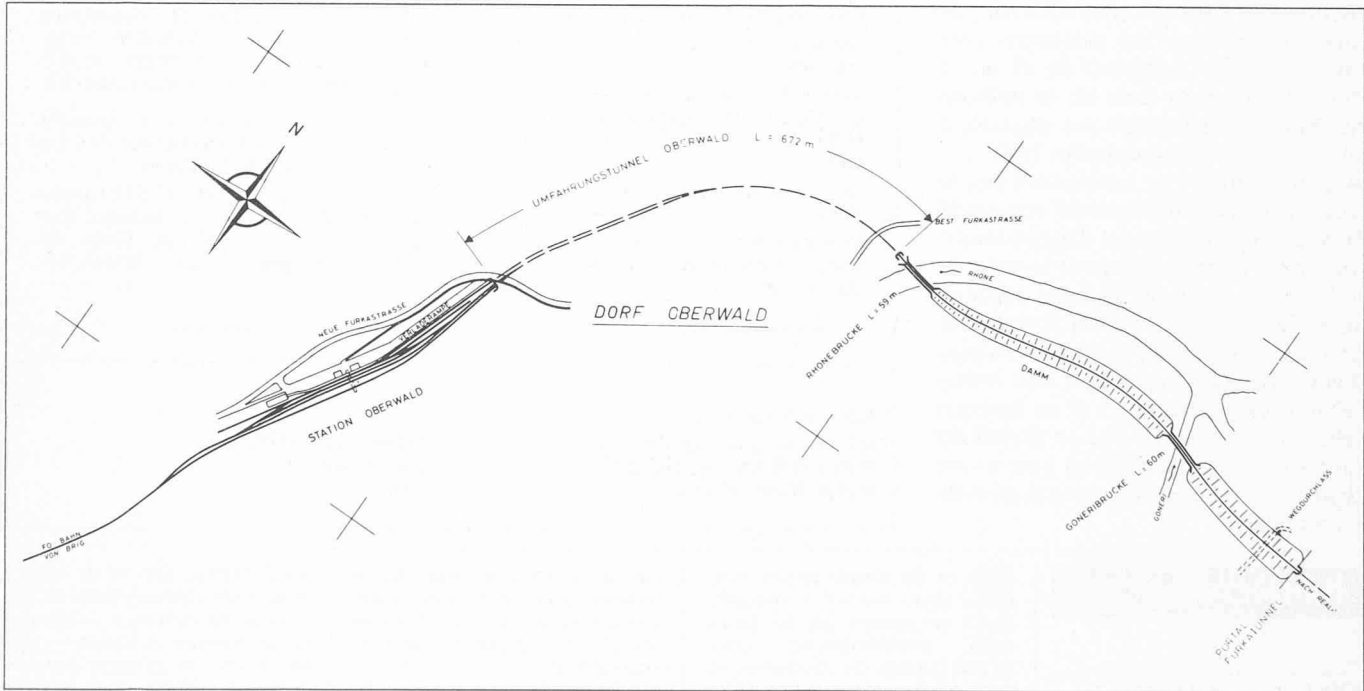 N
UMFAHRUNGSTUNNEL OBERWALD L = 672 m
BEST FURKASTRASSE
RHONE
NEUE FURKASTRASSE
VERLADERAMPE
DORF OBERWALD
RHONEBRÜCKE L = 59 m
DAMM
STATION OBERWALD
GONERIBRÜCKE L = 60 m
GONERI
WEGDURCHLASS
FO BAHN
VON BRIG
NACH REALP
PORTAL
FURKATUNNEL